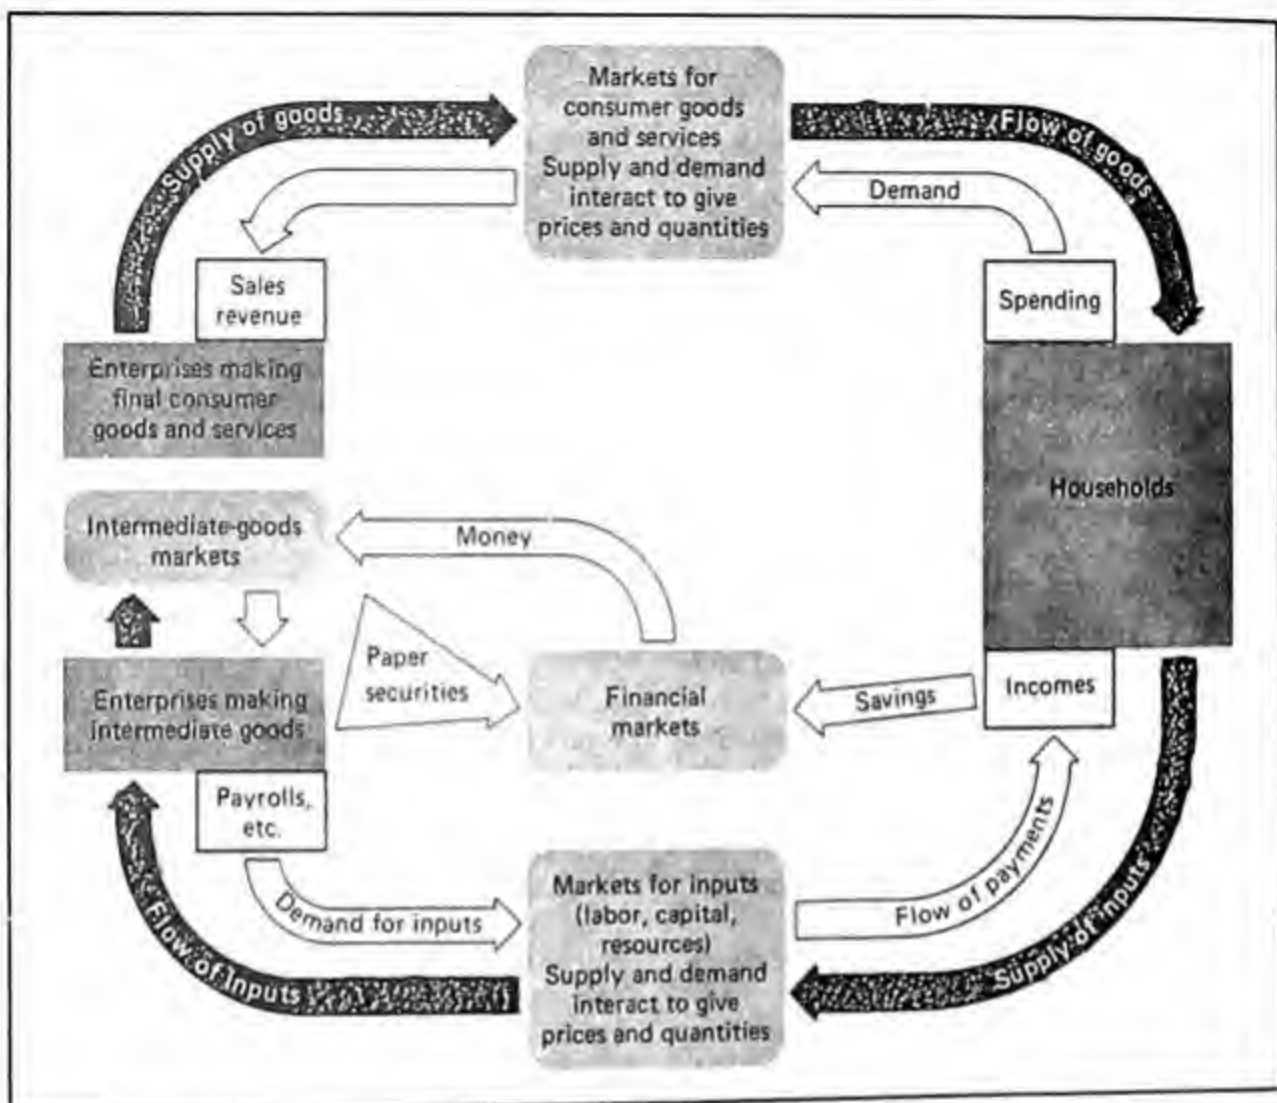 Markets for
consumer goods
and services
Supply and demand
interact to give
prices and quantities
Supply of goods
Flow of goods
Demand
Sales
revenue
Spending
Enterprises making
final consumer
goods and services
Households
Intermediate-goods
markets
Money
Paper
securities
Enterprises making
intermediate goods
Financial
markets
Savings
Incomes
Payrolls,
etc.
Demand for inputs
Markets for inputs
(labor, capital,
resources)
Supply and demand
interact to give
prices and quantities
Flow of payments
Flow of Inputs
Supply of inputs